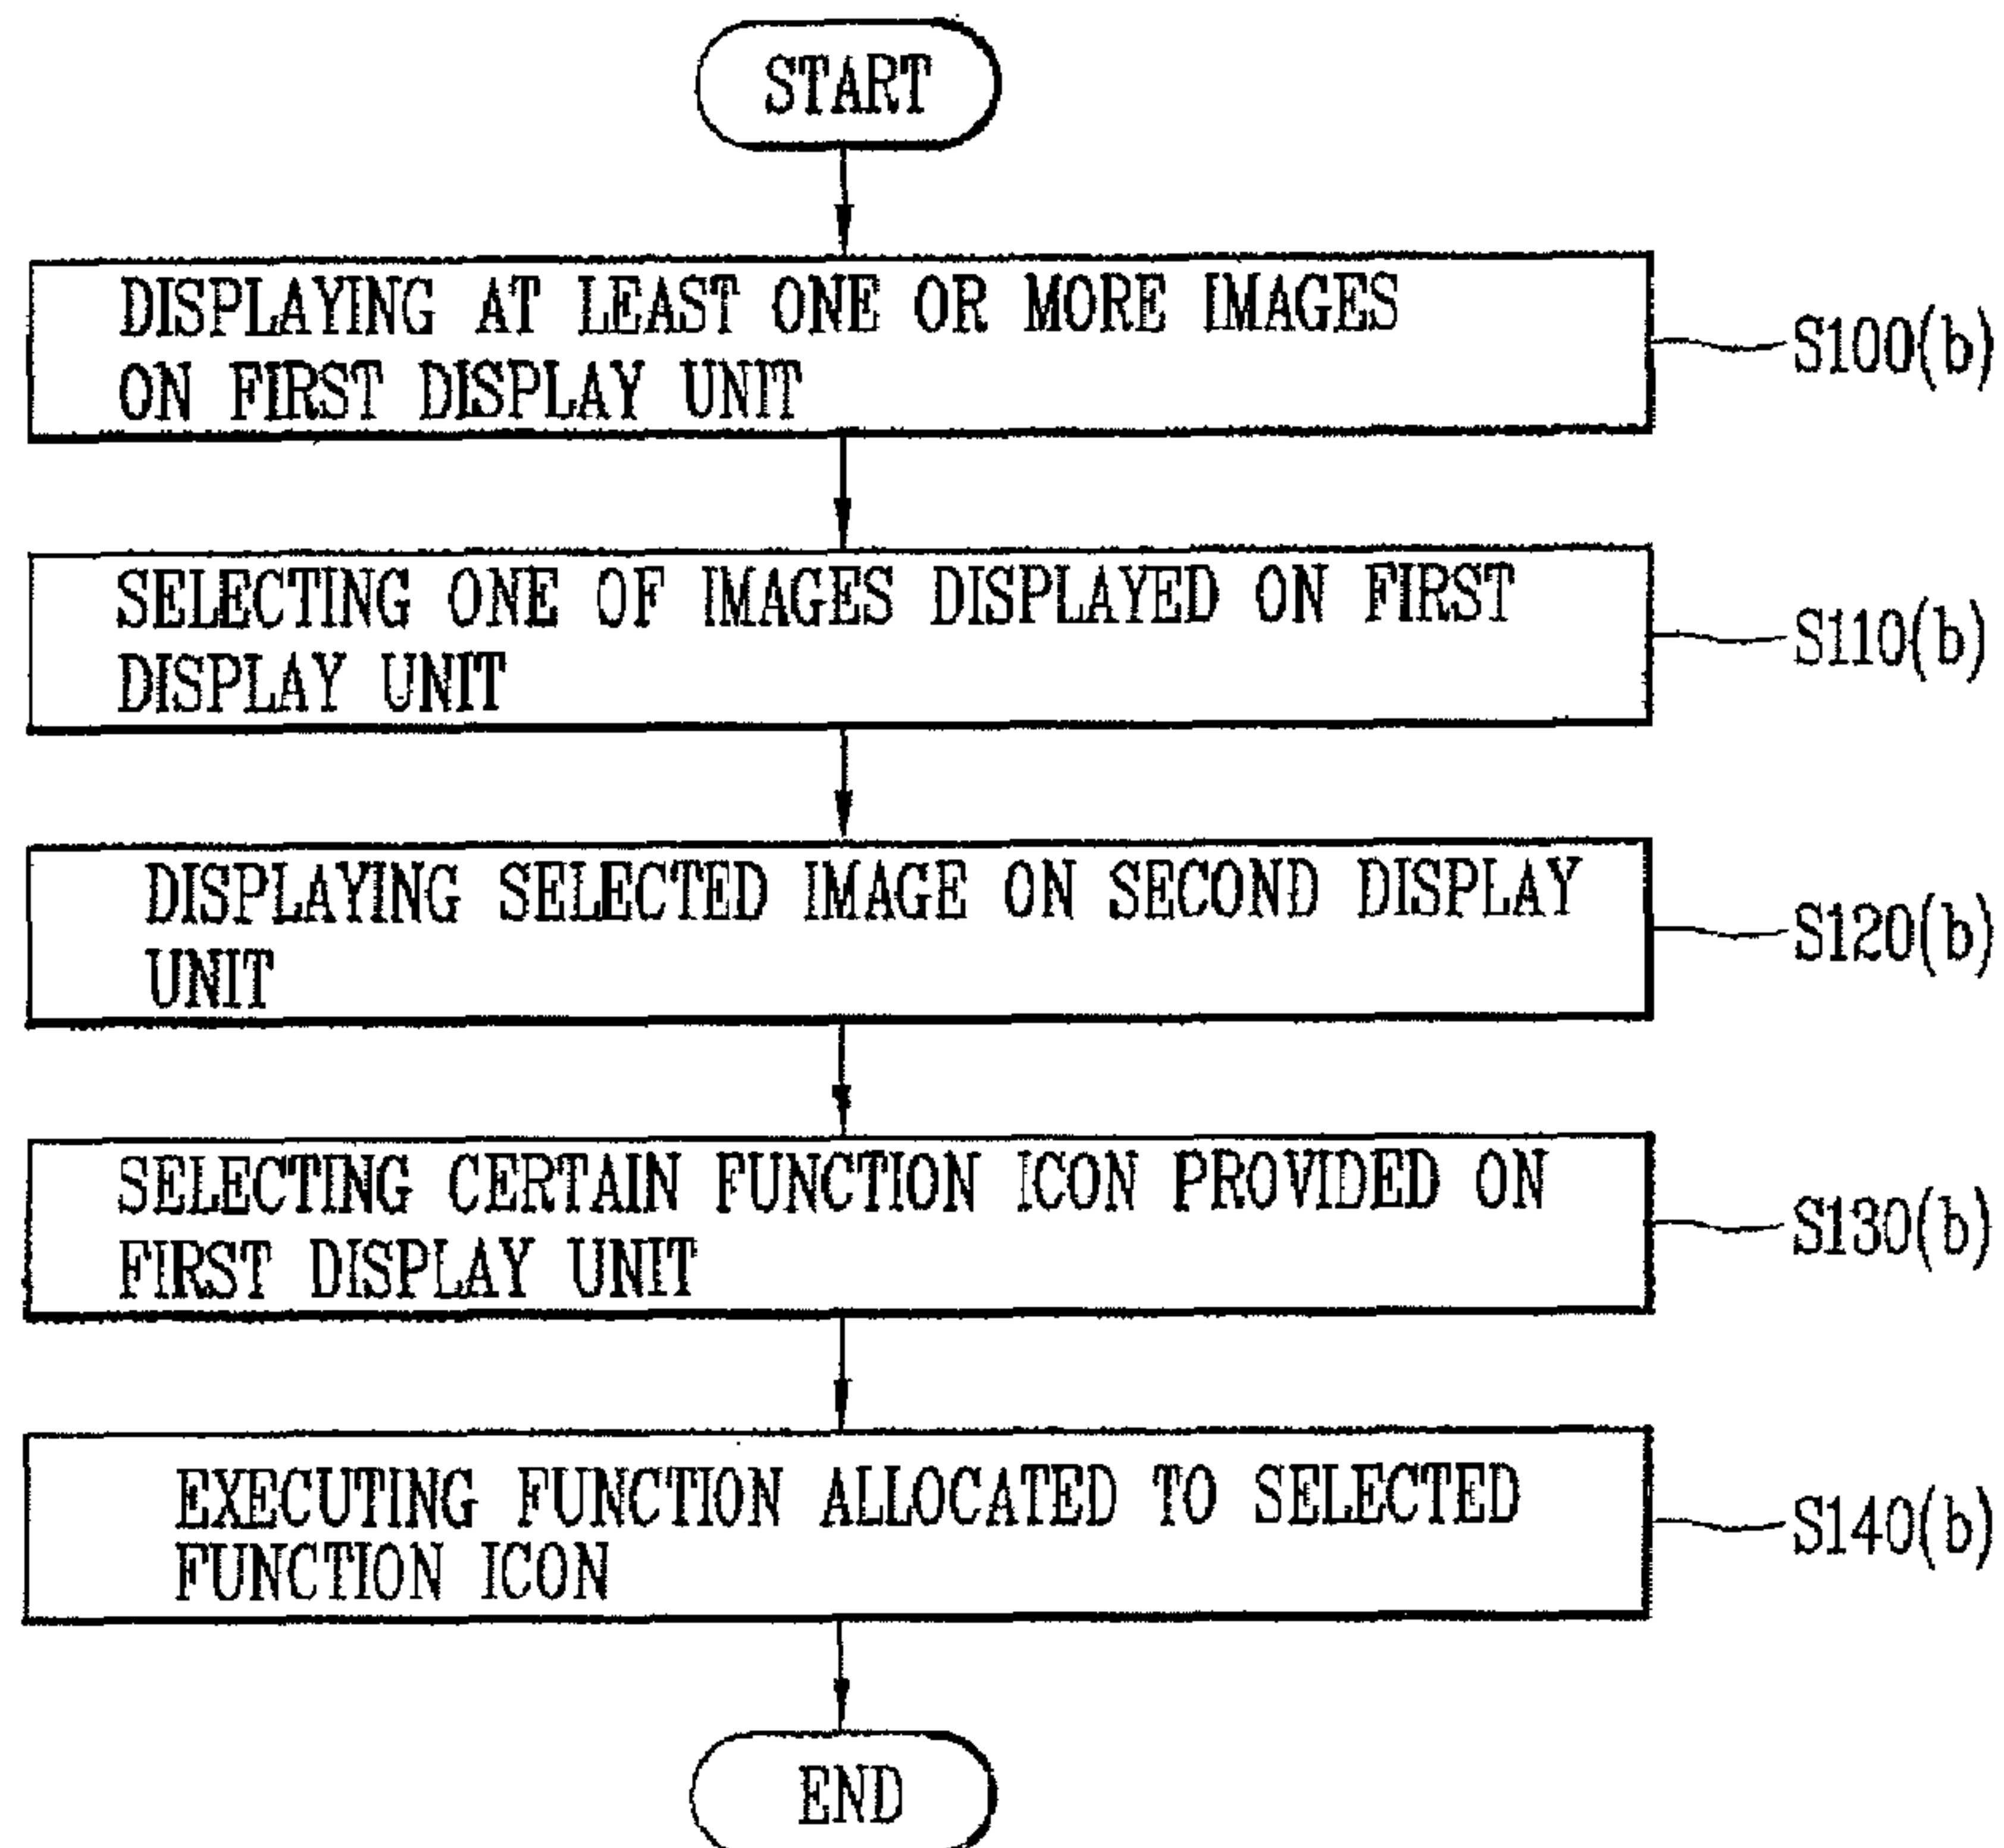 START
DISPLAYING AT LEAST ONE OR MORE IMAGES
ON FIRST DISPLAY UNIT
S100(b)
SELECTING ONE OF IMAGES DISPLAYED ON FIRST
DISPLAY UNIT
S110(b)
DISPLAYING SELECTED IMAGE ON SECOND DISPLAY
UNIT
S120(b)
SELECTING CERTAIN FUNCTION ICON PROVIDED ON
FIRST DISPLAY UNIT
S130(b)
EXECUTING FUNCTION ALLOCATED TO SELECTED
FUNCTION ICON
S140(b)
END